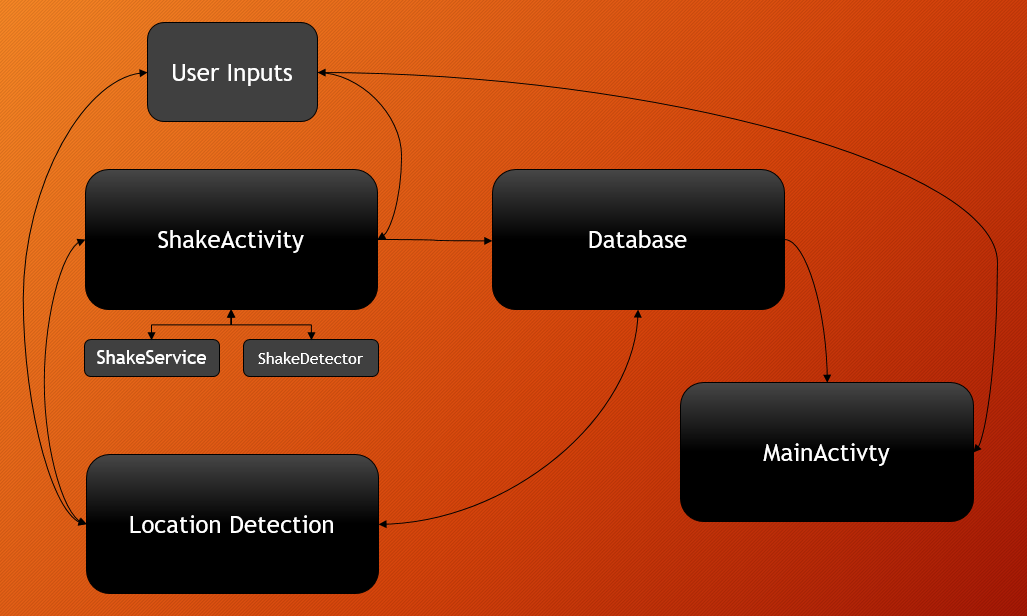 User Inputs
ShakeActivity
Database
ShakeService
ShakeDetector
MainActivty
Location Detection